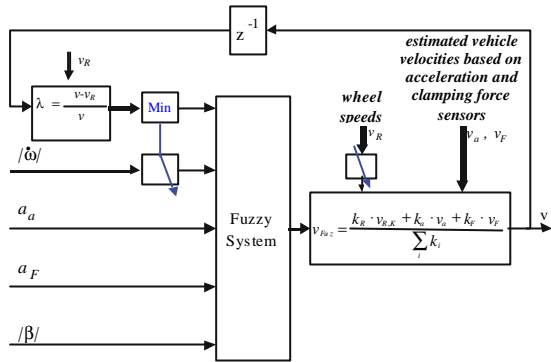 z⁻¹
estimated vehicle
velocities based on
acceleration and
clamping force
sensors
v_R
λ = (v-v_R)/v
Min
wheel
speeds
v_R
v_a , v_F
/ω̇/
a_a
Fuzzy
System
v_Fuz = (k_R · v_R,K + k_a · v_a + k_F · v_F) / ∑_i k_i
v
a_F
/β/